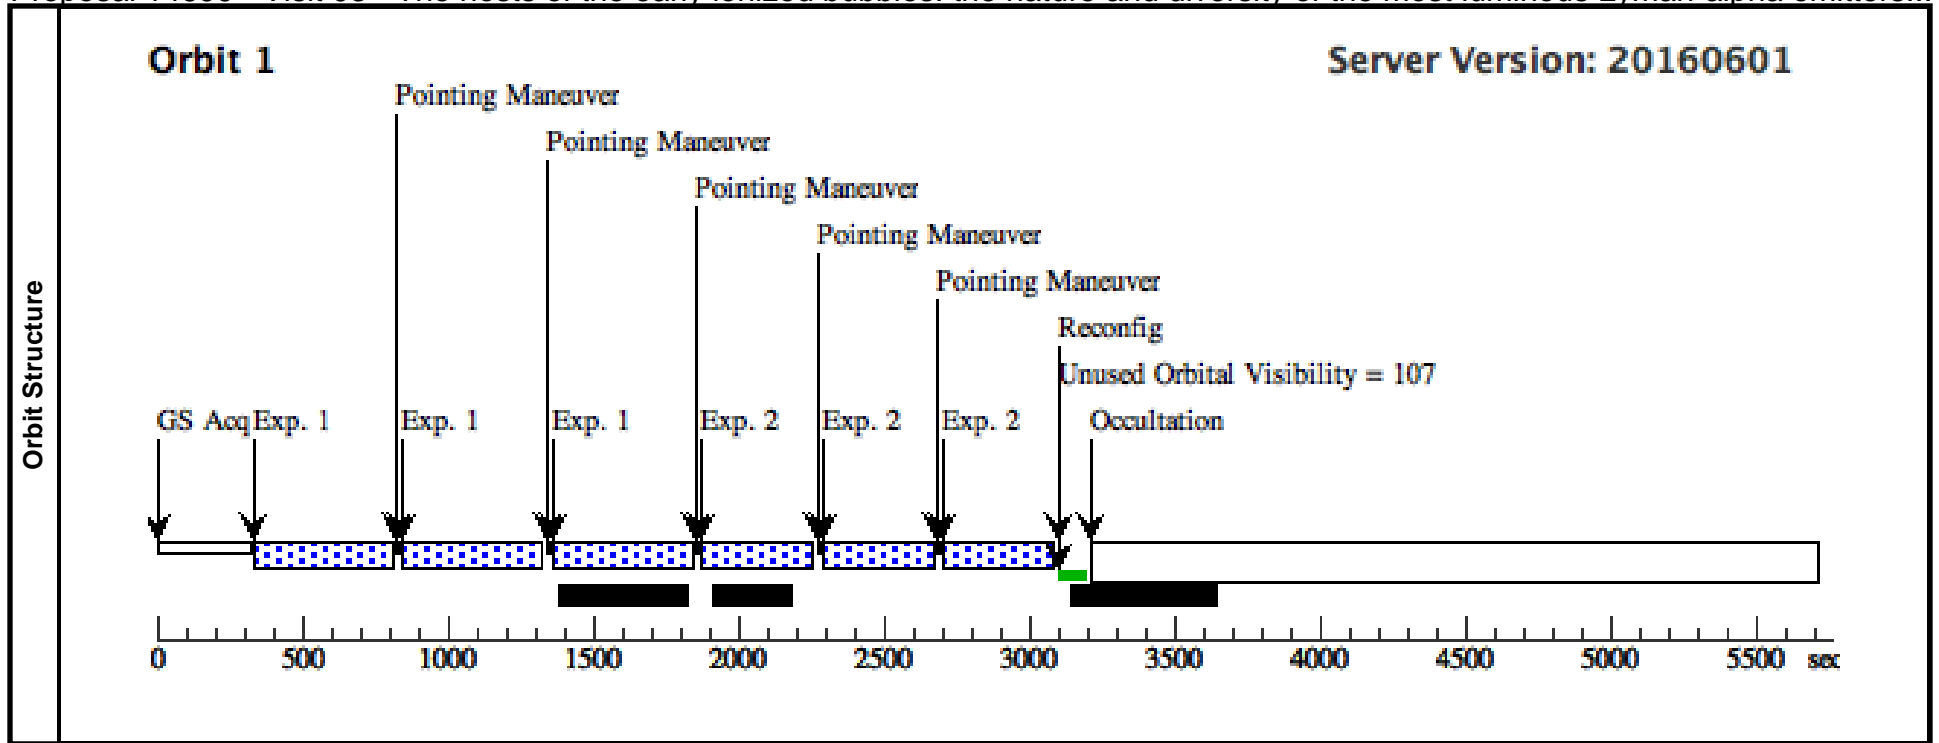 Orbit 1
Server Version: 20160601
Pointing Maneuver
Pointing Maneuver
Pointing Maneuver
Pointing Maneuver
Pointing Maneuver
Reconfig
Unused Orbital Visibility = 107
GS Acq Exp. 1 Exp. 1 Exp. 1 Exp. 2 Exp. 2 Exp. 2 Occultation
Orbit Structure
0 500 1000 1500 2000 2500 3000 3500 4000 4500 5000 5500 sec